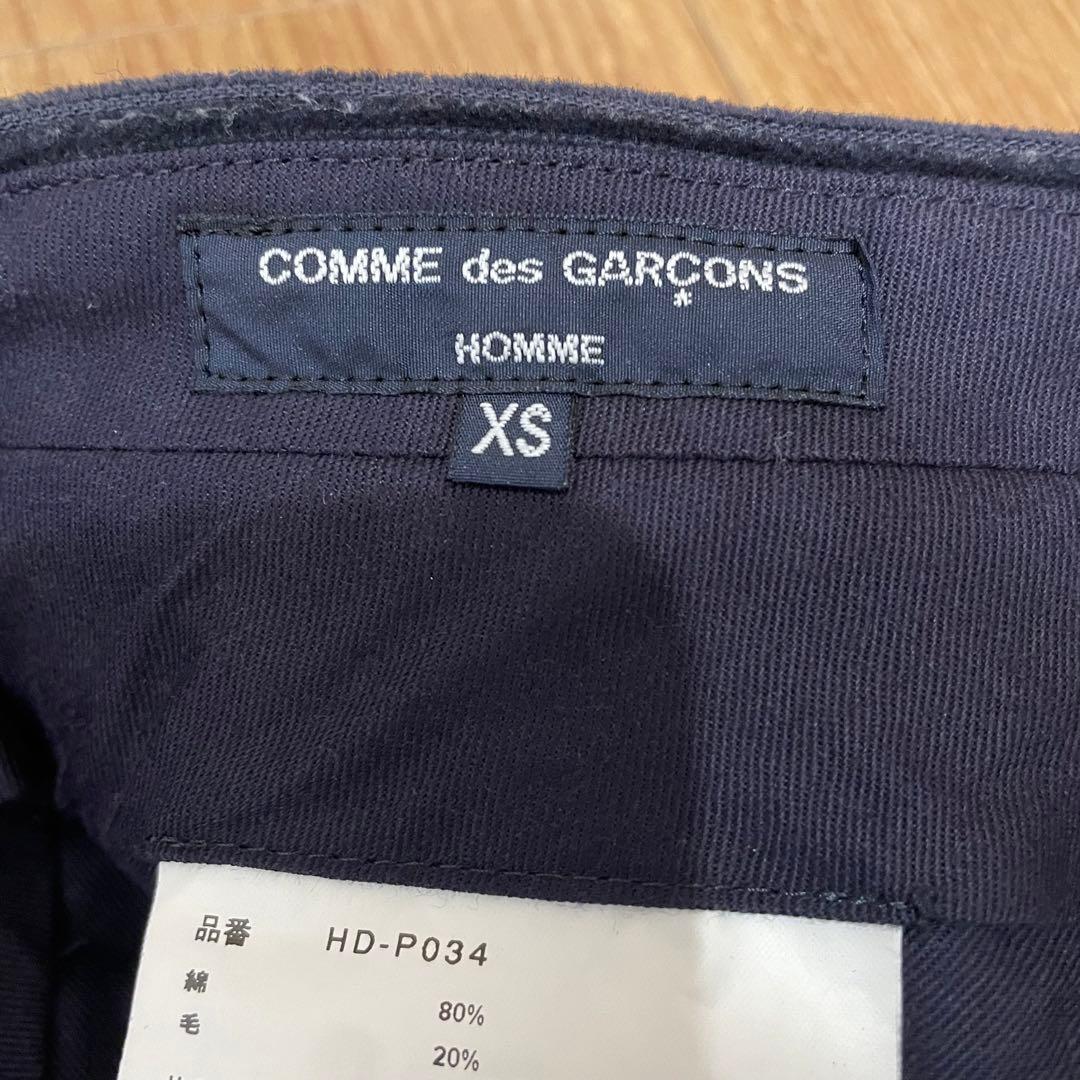 COMME des GARÇONS
*
HOMME
XS
品番 HD-P034
綿 80%
毛 20%